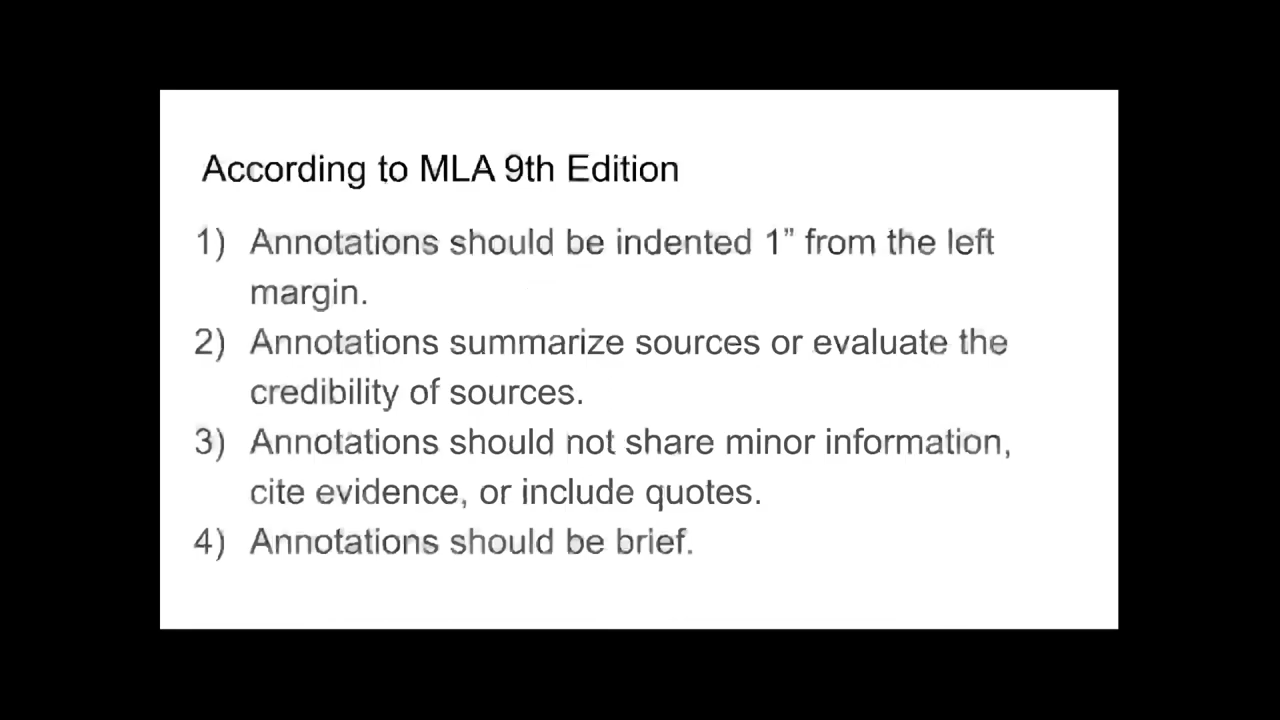 According to MLA 9th Edition
1) Annotations should be indented 1” from the left
margin.
2) Annotations summarize sources or evaluate the
credibility of sources.
3) Annotations should not share minor information,
cite evidence, or include quotes.
4) Annotations should be brief.